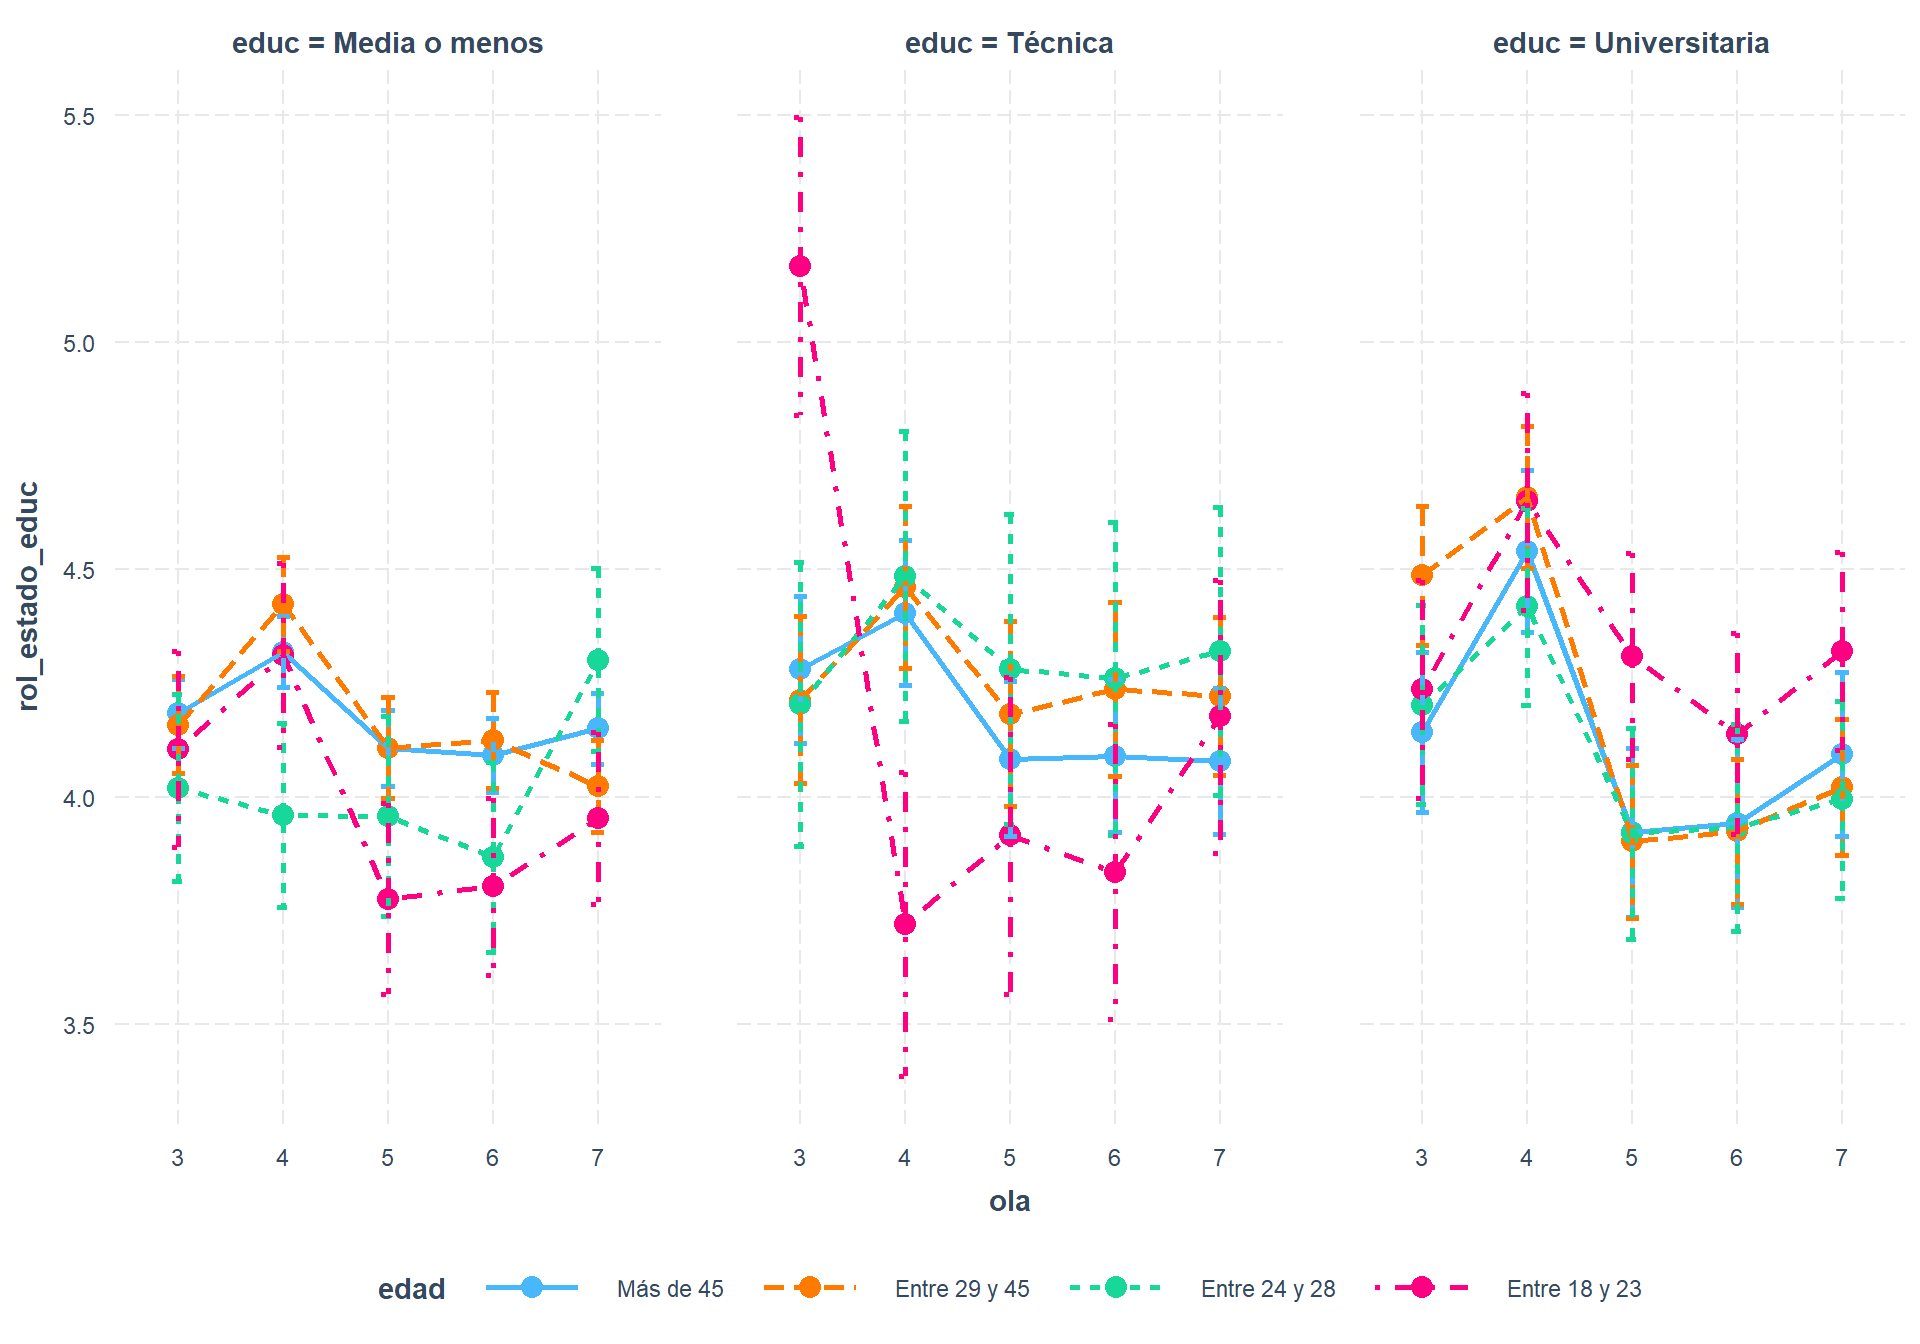 educ = Media o menos
educ = Técnica
educ = Universitaria
5.5
5.0
4.5
4.0
3.5
rol_estado_educ
3 4 5 6 7
3 4 5 6 7
3 4 5 6 7
ola
edad Más de 45 Entre 29 y 45 Entre 24 y 28 Entre 18 y 23